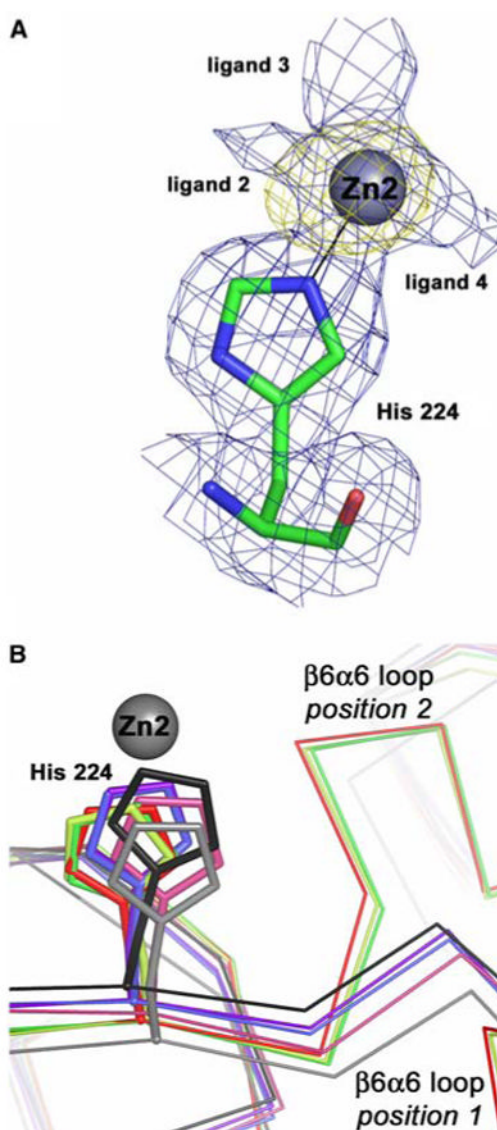 A
ligand 3
ligand 2
Zn2
ligand 4
His 224
B
β6α6 loop
position 2
Zn2
His 224
β6α6 loop
position 1